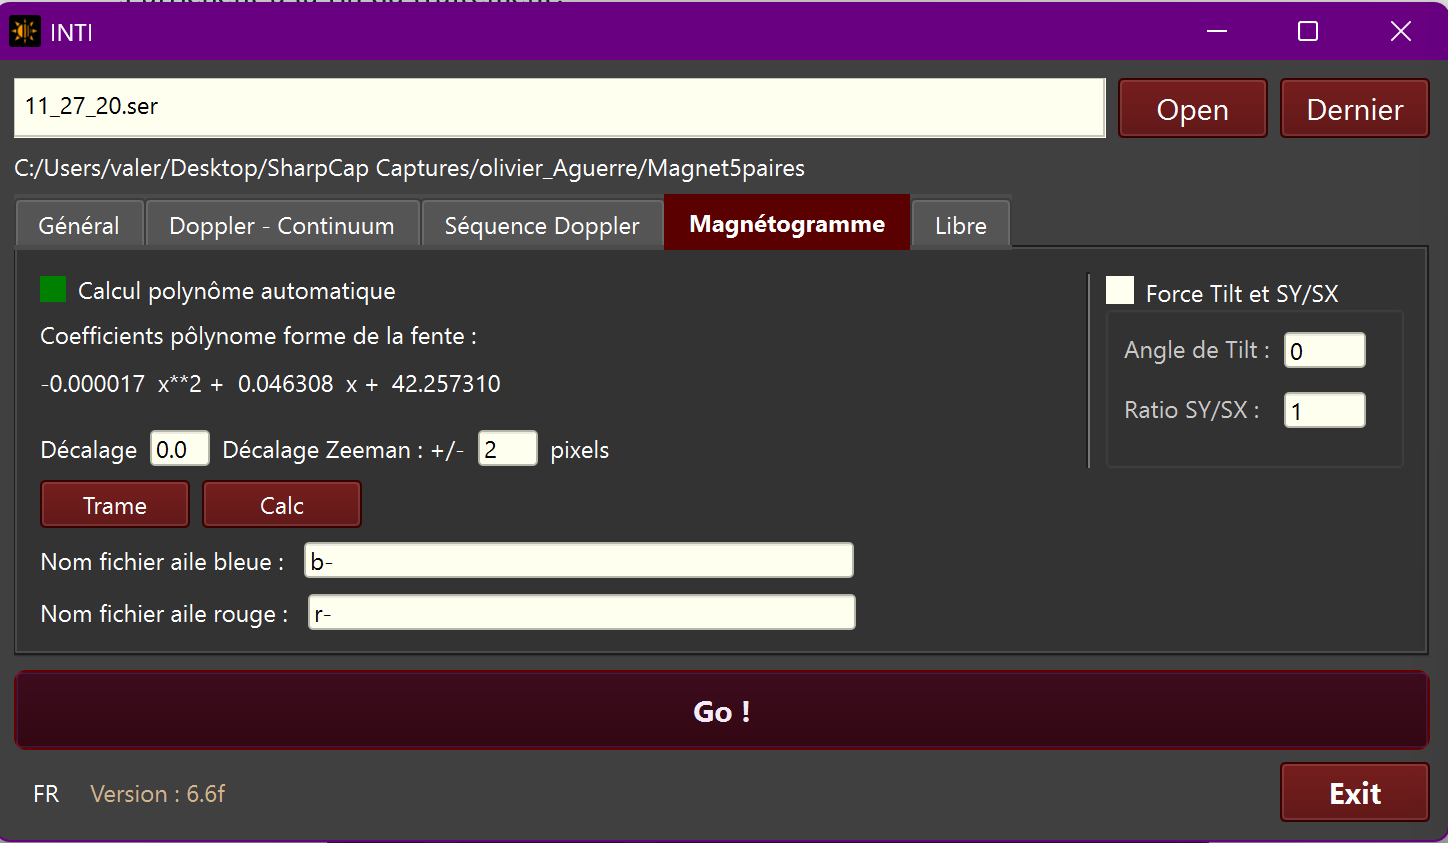 INTI
11_27_20.ser
Open
Dernier
C:/Users/valer/Desktop/SharpCap Captures/olivier_Aguerre/Magnet5paires
Général
Doppler - Continuum
Séquence Doppler
Magnétogramme
Libre
Calcul polynôme automatique
Force Tilt et SY/SX
Coefficients pôlynome forme de la fente :
Angle de Tilt : 0
-0.000017 x**2 + 0.046308 x + 42.257310
Ratio SY/SX : 1
Décalage 0.0 Décalage Zeeman : +/- 2 pixels
Trame
Calc
Nom fichier aile bleue : b-
Nom fichier aile rouge : r-
Go !
FR
Version : 6.6f
Exit